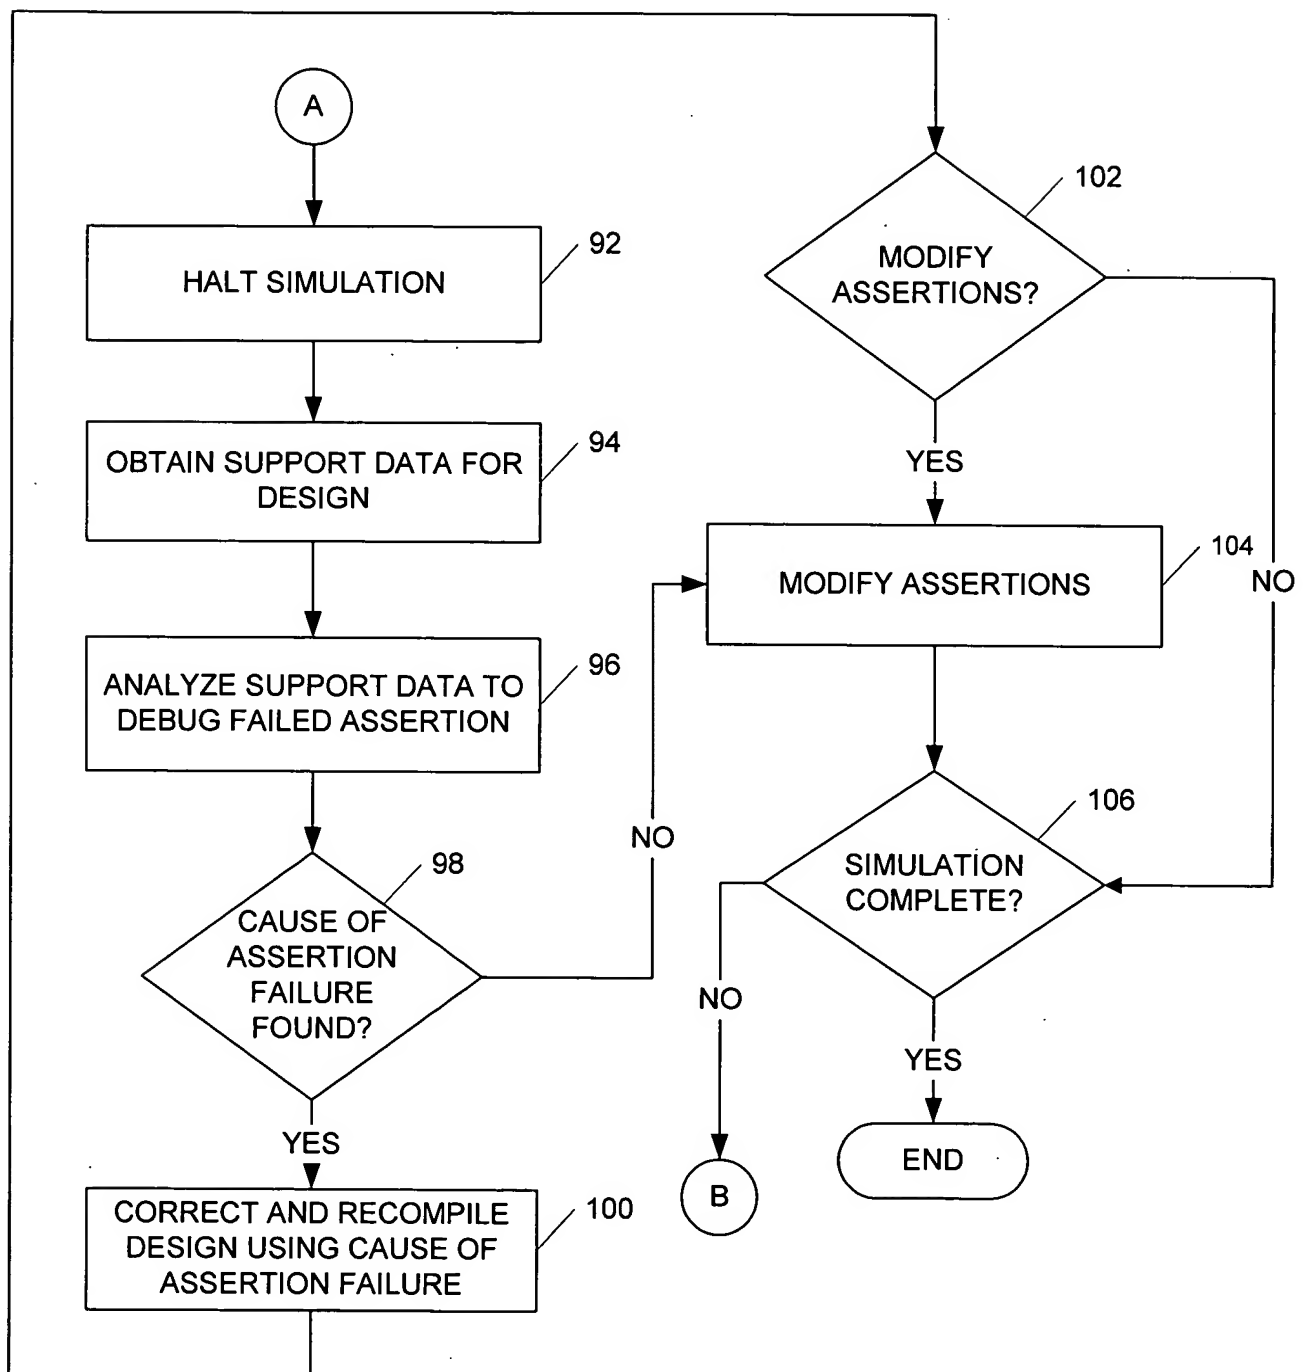 A
HALT SIMULATION
92
OBTAIN SUPPORT DATA FOR
DESIGN
94
ANALYZE SUPPORT DATA TO
DEBUG FAILED ASSERTION
96
CAUSE OF
ASSERTION
FAILURE
FOUND?
98
NO
YES
CORRECT AND RECOMPILE
DESIGN USING CAUSE OF
ASSERTION FAILURE
100
MODIFY
ASSERTIONS?
102
YES
NO
MODIFY ASSERTIONS
104
SIMULATION
COMPLETE?
106
NO
YES
B
END